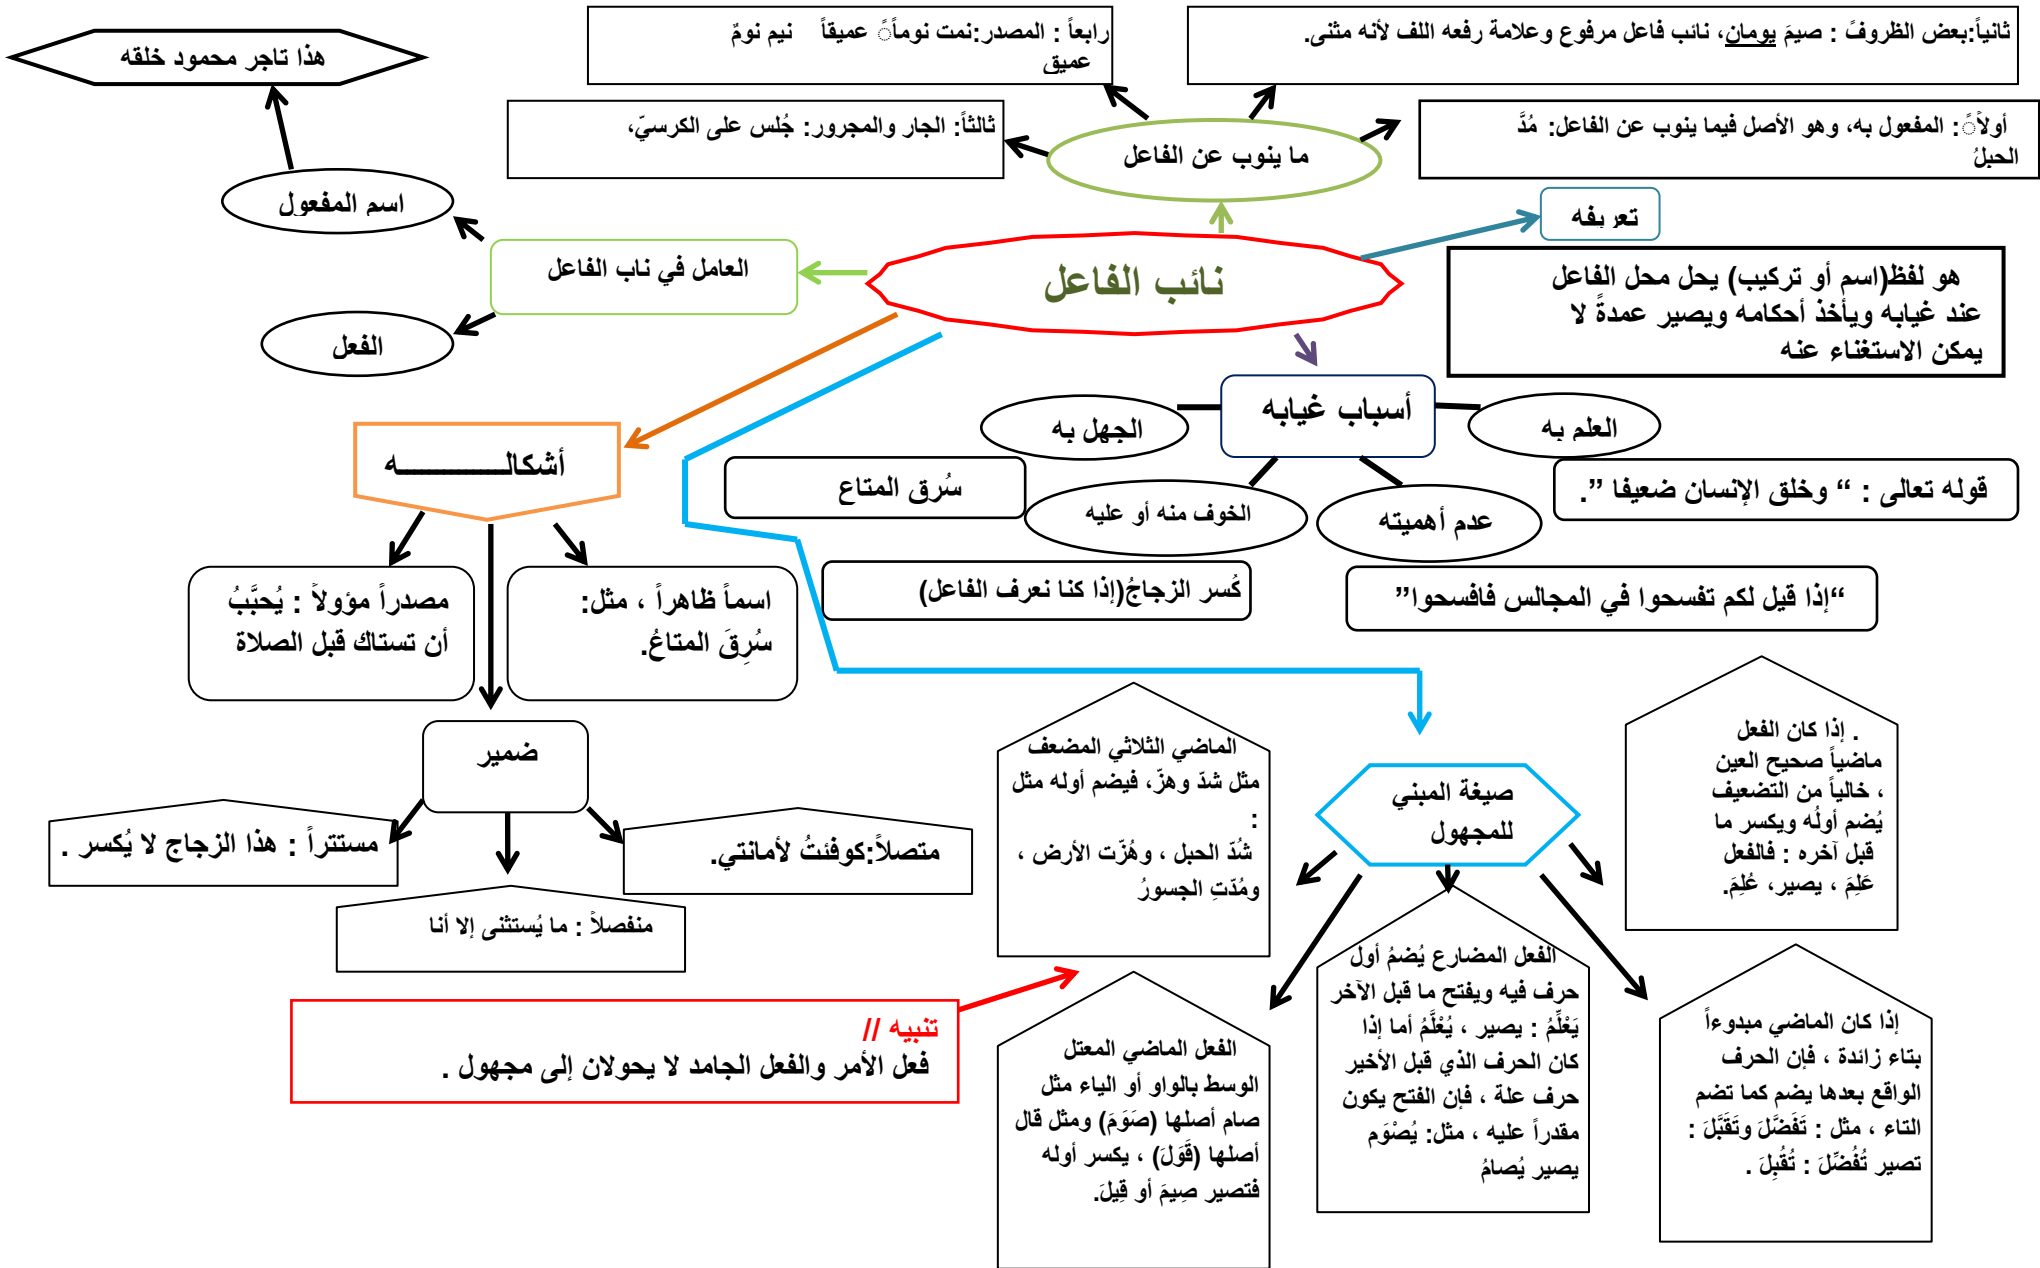 نائب الفاعل
تعريفه
هو لفظ(اسم أو تركيب) يحل محل الفاعل
عند غيابه ويأخذ أحكامه ويصير عمدةً لا
يمكن الاستغناء عنه
ما ينوب عن الفاعل
أولاً: المفعول به، وهو الأصل فيما ينوب عن الفاعل: مُدَّ
الحبلُ
ثانياً:بعض الظروف : صيمَ يومان، نائب فاعل مرفوع وعلامة رفعه اللف لأنه مثنى.
ثالثاً: الجار والمجرور: جُلس على الكرسيّ،
رابعاً : المصدر:نمت نوماً عميقاً نيم نومٌ
عميق
العامل في ناب الفاعل
اسم المفعول
هذا تاجر محمود خلقه
الفعل
أسباب غيابه
العلم به
قوله تعالى : “ وخلق الإنسان ضعيفا ”.
الجهل به
سُرق المتاع
عدم أهميته
“إذا قيل لكم تفسحوا في المجالس فافسحوا”
الخوف منه أو عليه
كُسر الزجاجُ(إذا كنا نعرف الفاعل)
أشكالـــــــــــــه
اسماً ظاهراً ، مثل:
سُرِقَ المتاعُ.
مصدراً مؤولاً : يُحبَّبُ
أن تستاك قبل الصلاة
ضمير
متصلاً:كوفئتُ لأمانتي.
منفصلاً : ما يُستثنى إلا أنا
مستتراً : هذا الزجاج لا يُكسر .
صيغة المبني
للمجهول
. إذا كان الفعل
ماضياً صحيح العين
، خالياً من التضعيف
يُضم أولُه ويكسر ما
قبل آخره : فالفعل
عَلِمَ ، يصير، عُلِمَ.
إذا كان الماضي مبدوءاً
بتاء زائدة ، فإن الحرف
الواقع بعدها يضم كما تضم
التاء ، مثل : تَفَضَّلَ وتَقَبَّلَ :
تصير تُفُضِّلَ : تُقُبِلَ .
الفعل المضارع يُضمُ أول
حرف فيه ويفتح ما قبل الآخر
يَعْلِّمُ : يصير ، يُعْلَّمُ أما إذا
كان الحرف الذي قبل الأخير
حرف علة ، فإن الفتح يكون
مقدراً عليه ، مثل: يُصْوَم
يصير يُصامُ
الماضي الثلاثي المضعف
مثل شدّ وهزّ، فيضم أوله مثل
:
شُدّ الحبل ، وهُزّت الأرض ،
ومُدّتِ الجسورُ
الفعل الماضي المعتل
الوسط بالواو أو الياء مثل
صام أصلها (صَوَمَ) ومثل قال
أصلها (قَوَلَ) ، يكسر أوله
فتصير صِيمَ أو قِيلَ.
تنبيه //
فعل الأمر والفعل الجامد لا يحولان إلى مجهول .